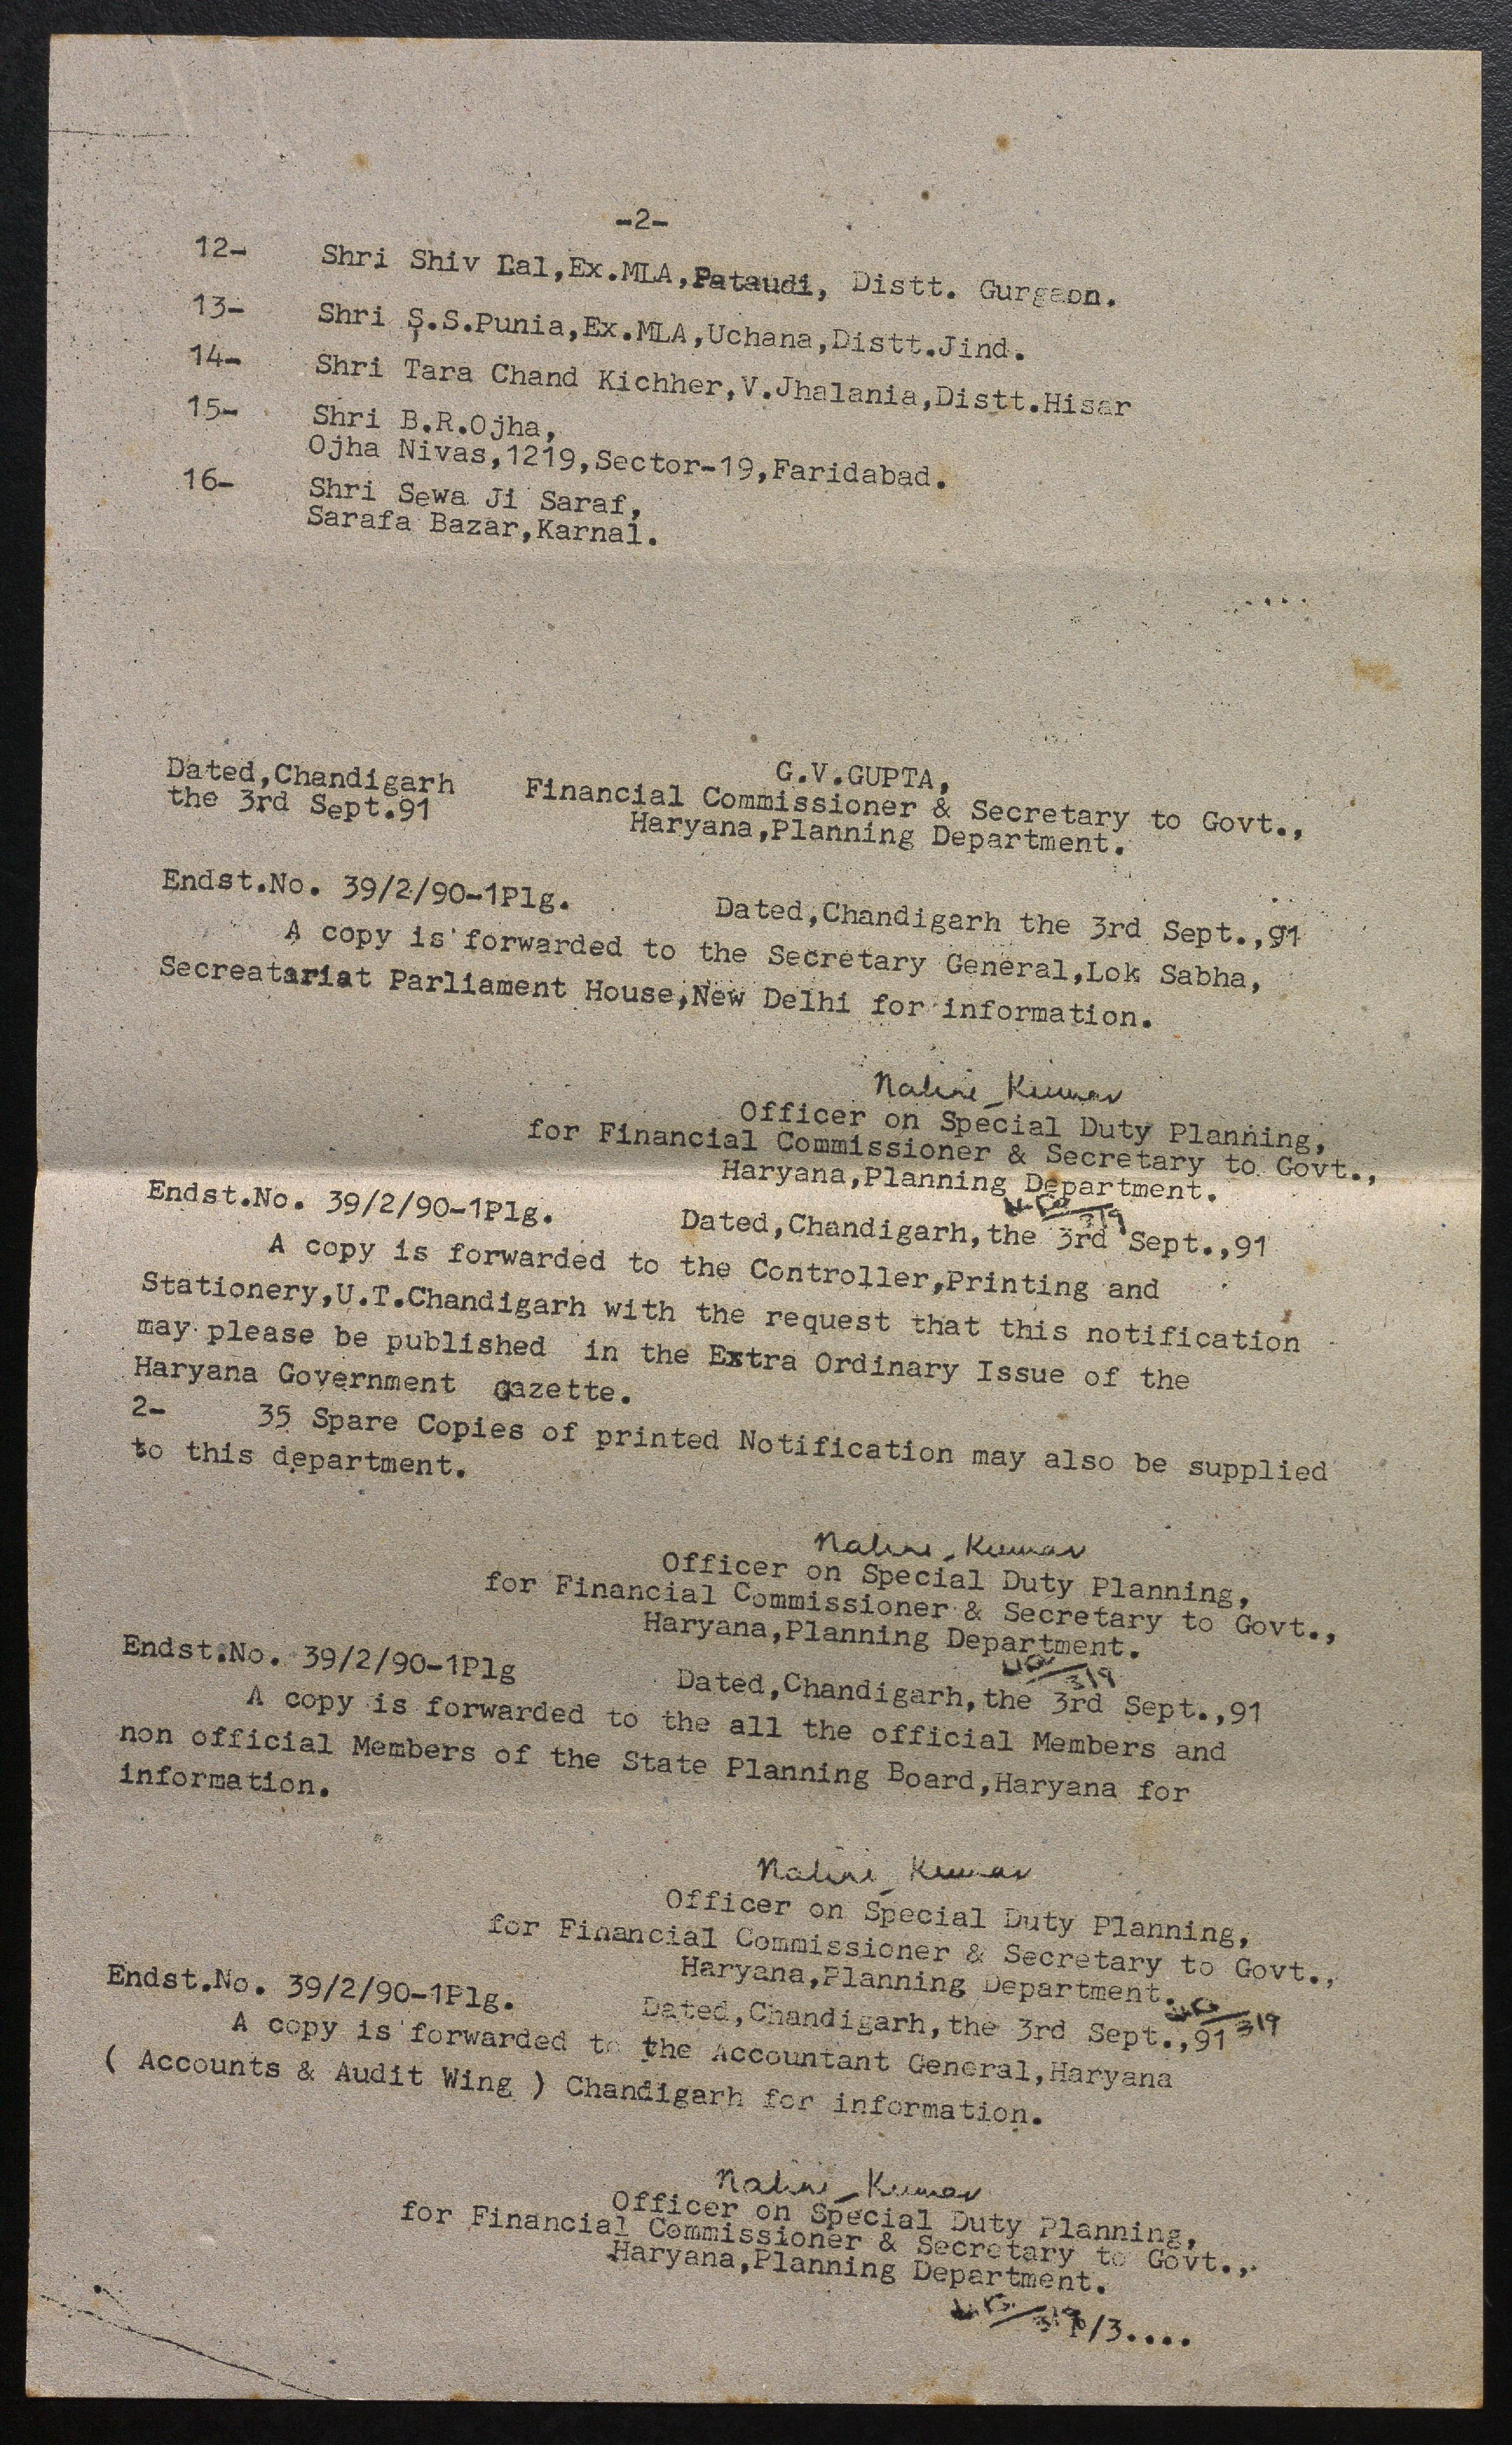 -2-
12- Shri Shiv Lal,Ex.MLA,Pataudi, Distt. Gurgaon.
13- Shri S.S.Punia,Ex.MLA,Uchana,Distt.Jind.
14- Shri Tara Chand Kichher,V.Jhalania,Distt.Hisar
15- Shri B.R.Ojha,
Ojha Nivas,1219,Sector-19,Faridabad.
16- Shri Sewa Ji Saraf,
Sarafa Bazar,Karnal.
....
G.V.GUPTA,
Dated,Chandigarh Financial Commissioner & Secretary to Govt.,
the 3rd Sept.91 Haryana,Planning Department.
Endst.No. 39/2/90-1Plg. Dated,Chandigarh the 3rd Sept.,91
A copy is forwarded to the Secretary General,Lok Sabha,
Secreatariat Parliament House,New Delhi for information.
Nalini Kumar
Officer on Special Duty Planning,
for Financial Commissioner & Secretary to Govt.,
Haryana,Planning Department.
3/9
Endst.No. 39/2/90-1Plg. Dated,Chandigarh,the 3rd Sept.,91
A copy is forwarded to the Controller,Printing and
Stationery,U.T.Chandigarh with the request that this notification
may please be published in the Extra Ordinary Issue of the
Haryana Government Gazette.
2- 35 Spare Copies of printed Notification may also be supplied
to this department.
Nalini Kumar
Officer on Special Duty Planning,
for Financial Commissioner & Secretary to Govt.,
Haryana,Planning Department.
3/9
Endst.No. 39/2/90-1Plg Dated,Chandigarh,the 3rd Sept.,91
A copy is forwarded to the all the official Members and
non official Members of the State Planning Board,Haryana for
information.
Nalini Kumar
Officer on Special Duty Planning,
for Financial Commissioner & Secretary to Govt.,
Haryana,Planning Department.
3/9
Endst.No. 39/2/90-1Plg. Dated,Chandigarh,the 3rd Sept.,91
A copy is forwarded to the Accountant General,Haryana
( Accounts & Audit Wing ) Chandigarh for information.
Nalini Kumar
Officer on Special Duty Planning,
for Financial Commissioner & Secretary to Govt.,
Haryana,Planning Department.
3/9
P/3....